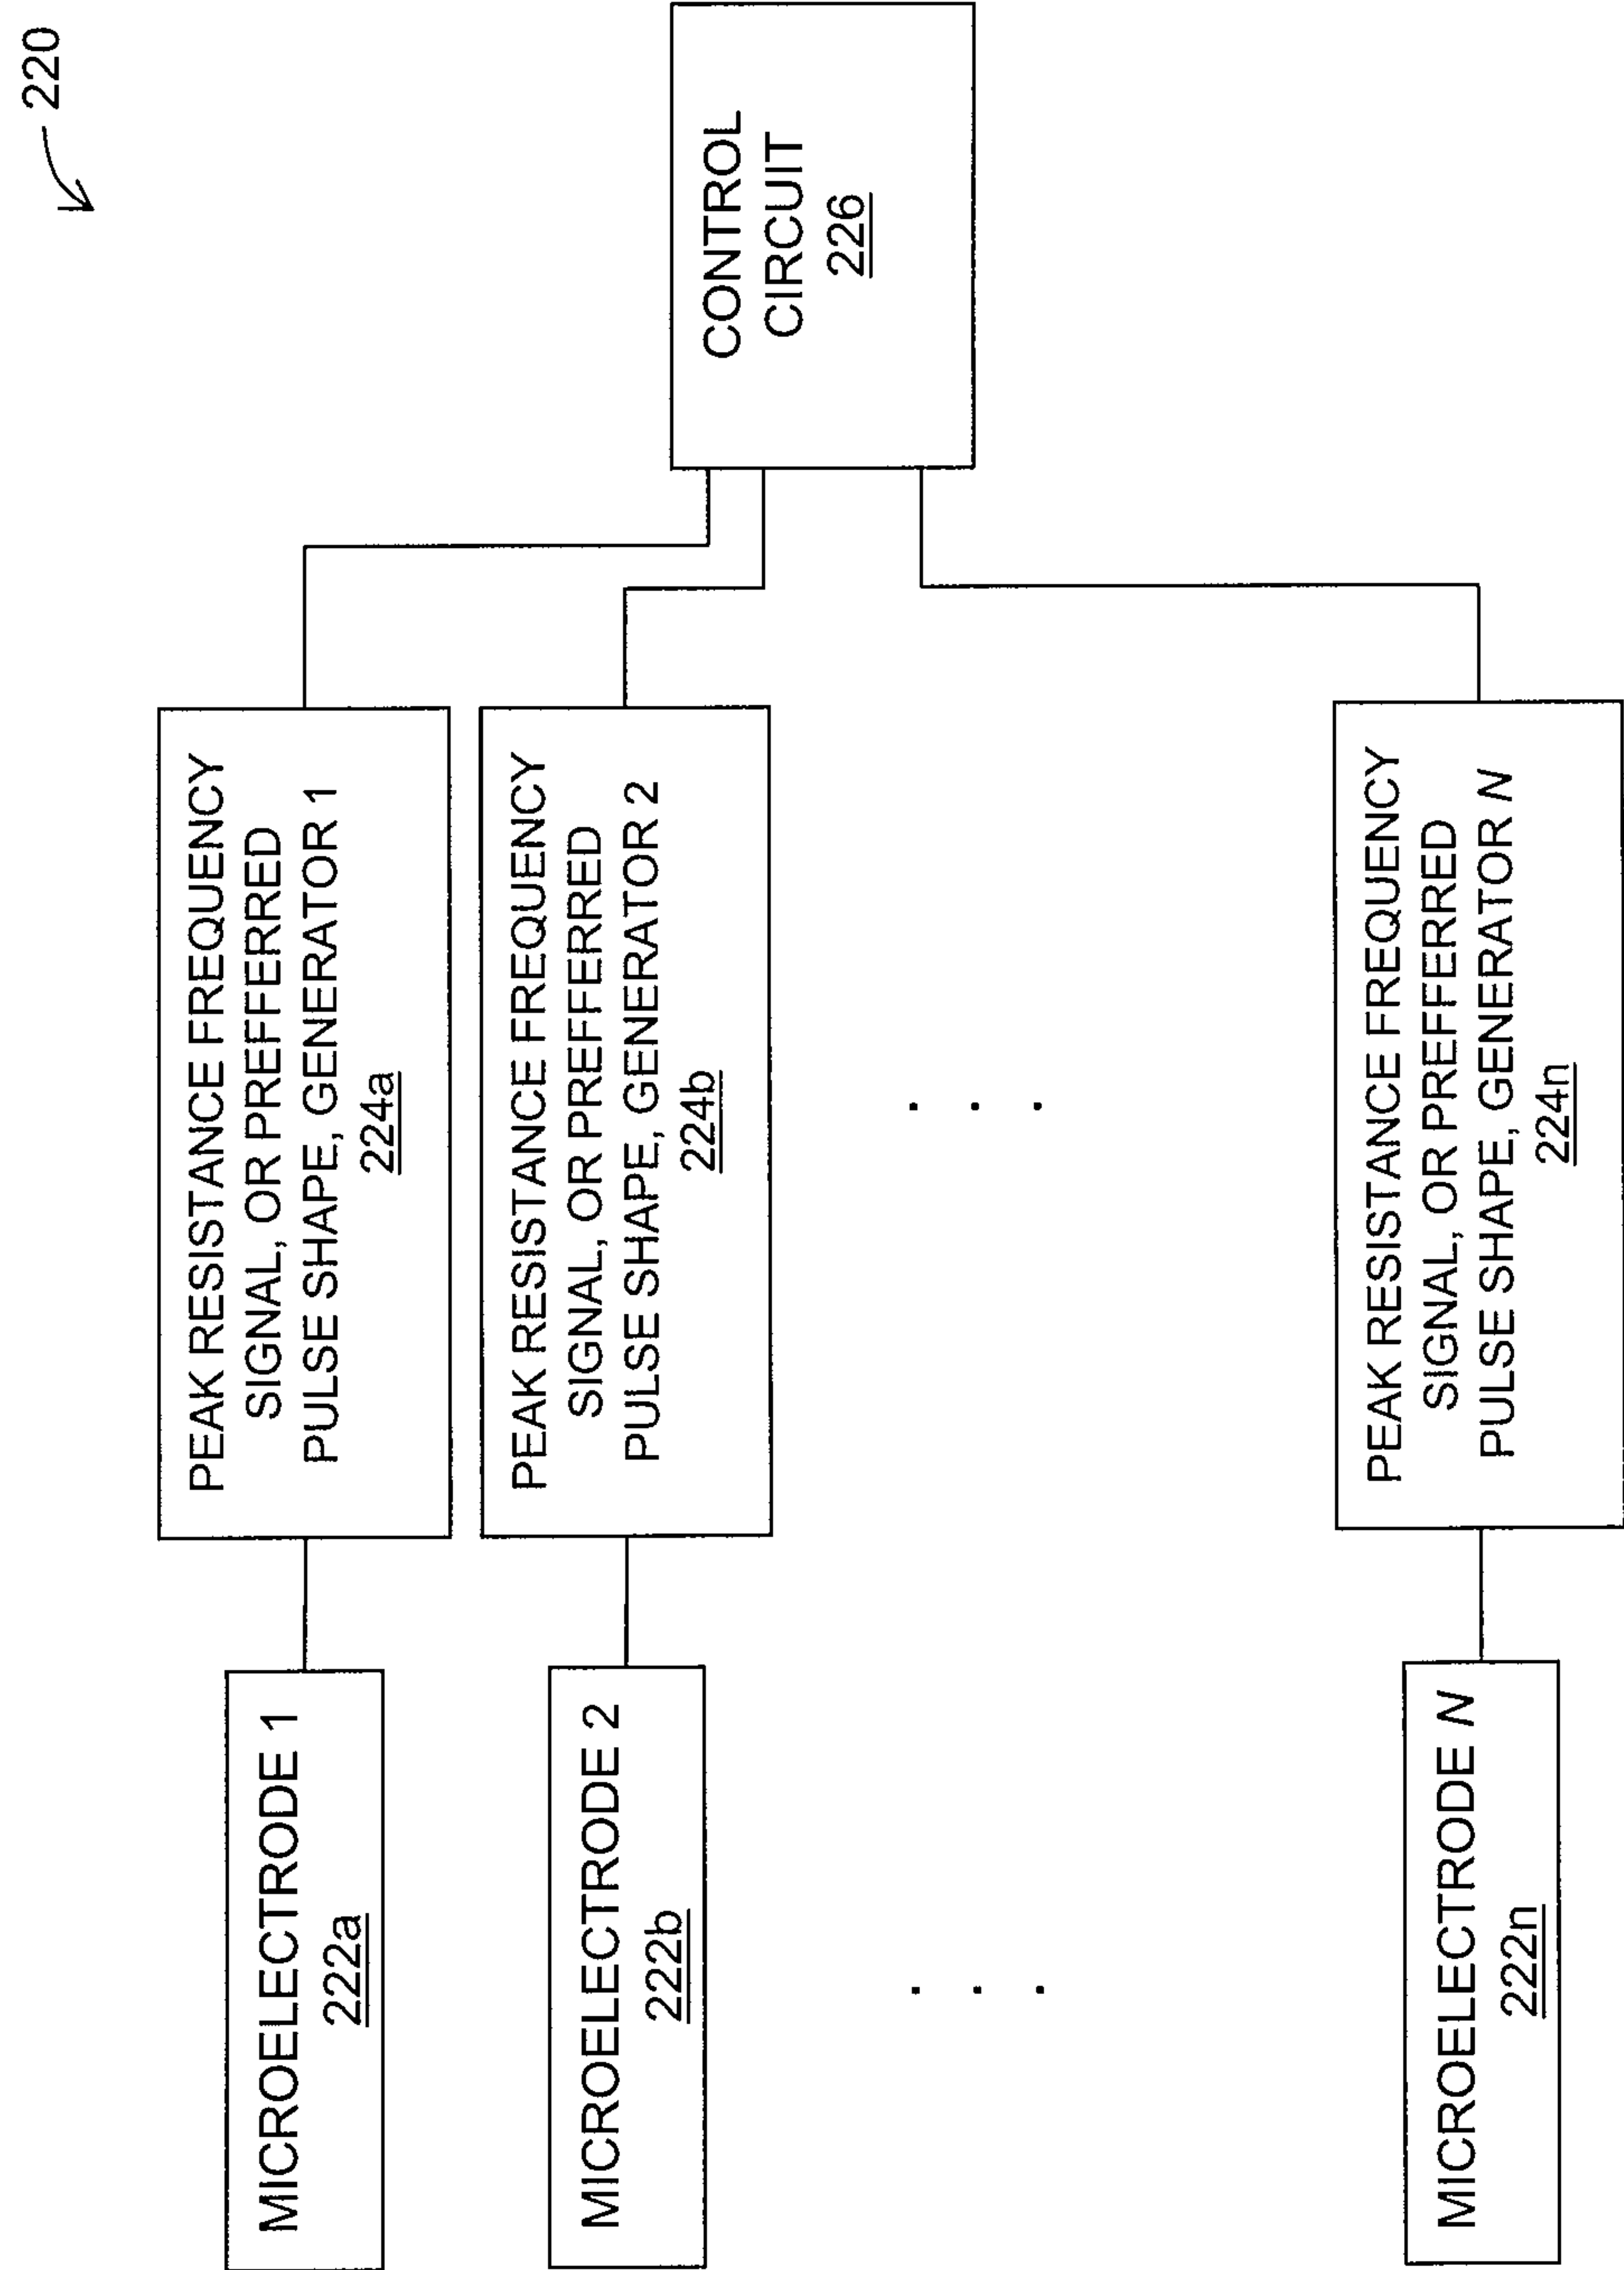 220
MICROELECTRODE 1
222a
PEAK RESISTANCE FREQUENCY
SIGNAL, OR PREFFERRED
PULSE SHAPE, GENERATOR 1
224a
MICROELECTRODE 2
222b
PEAK RESISTANCE FREQUENCY
SIGNAL, OR PREFFERRED
PULSE SHAPE, GENERATOR 2
224b
CONTROL
CIRCUIT
226
. . .
. . .
MICROELECTRODE N
222n
PEAK RESISTANCE FREQUENCY
SIGNAL, OR PREFFERRED
PULSE SHAPE, GENERATOR N
224n